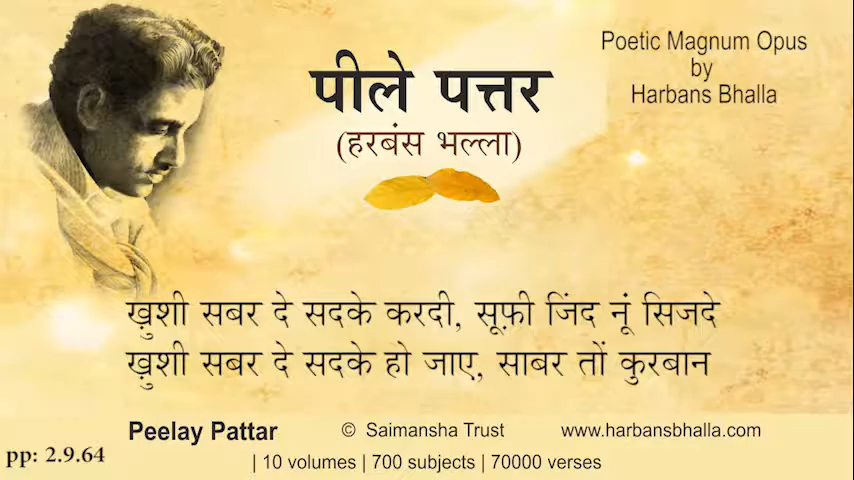 पीले पत्तर
(हरबंस भल्ला)
Poetic Magnum Opus
by
Harbans Bhalla
ख़ुशी सबर दे सदके करदी, सूफ़ी जिंद नूं सिजदे
ख़ुशी सबर दे सदके हो जाए, साबर तों क़ुरबान
Peelay Pattar © Saimansha Trust www.harbansbhalla.com
pp: 2.9.64
| 10 volumes | 700 subjects | 70000 verses